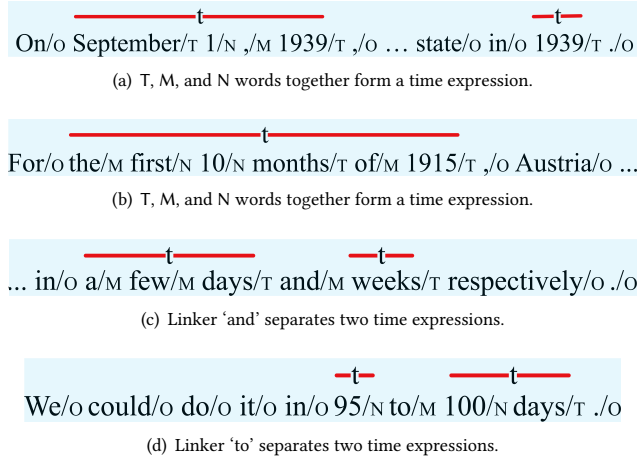 t t
On/O September/T 1/N ,/M 1939/T ,/O … state/O in/O 1939/T ./O
(a) T, M, and N words together form a time expression.
t
For/O the/M first/N 10/N months/T of/M 1915/T ,/O Austria/O ...
(b) T, M, and N words together form a time expression.
t t
... in/O a/M few/M days/T and/M weeks/T respectively/O ./O
(c) Linker ‘and’ separates two time expressions.
t t
We/O could/O do/O it/O in/O 95/N to/M 100/N days/T ./O
(d) Linker ‘to’ separates two time expressions.